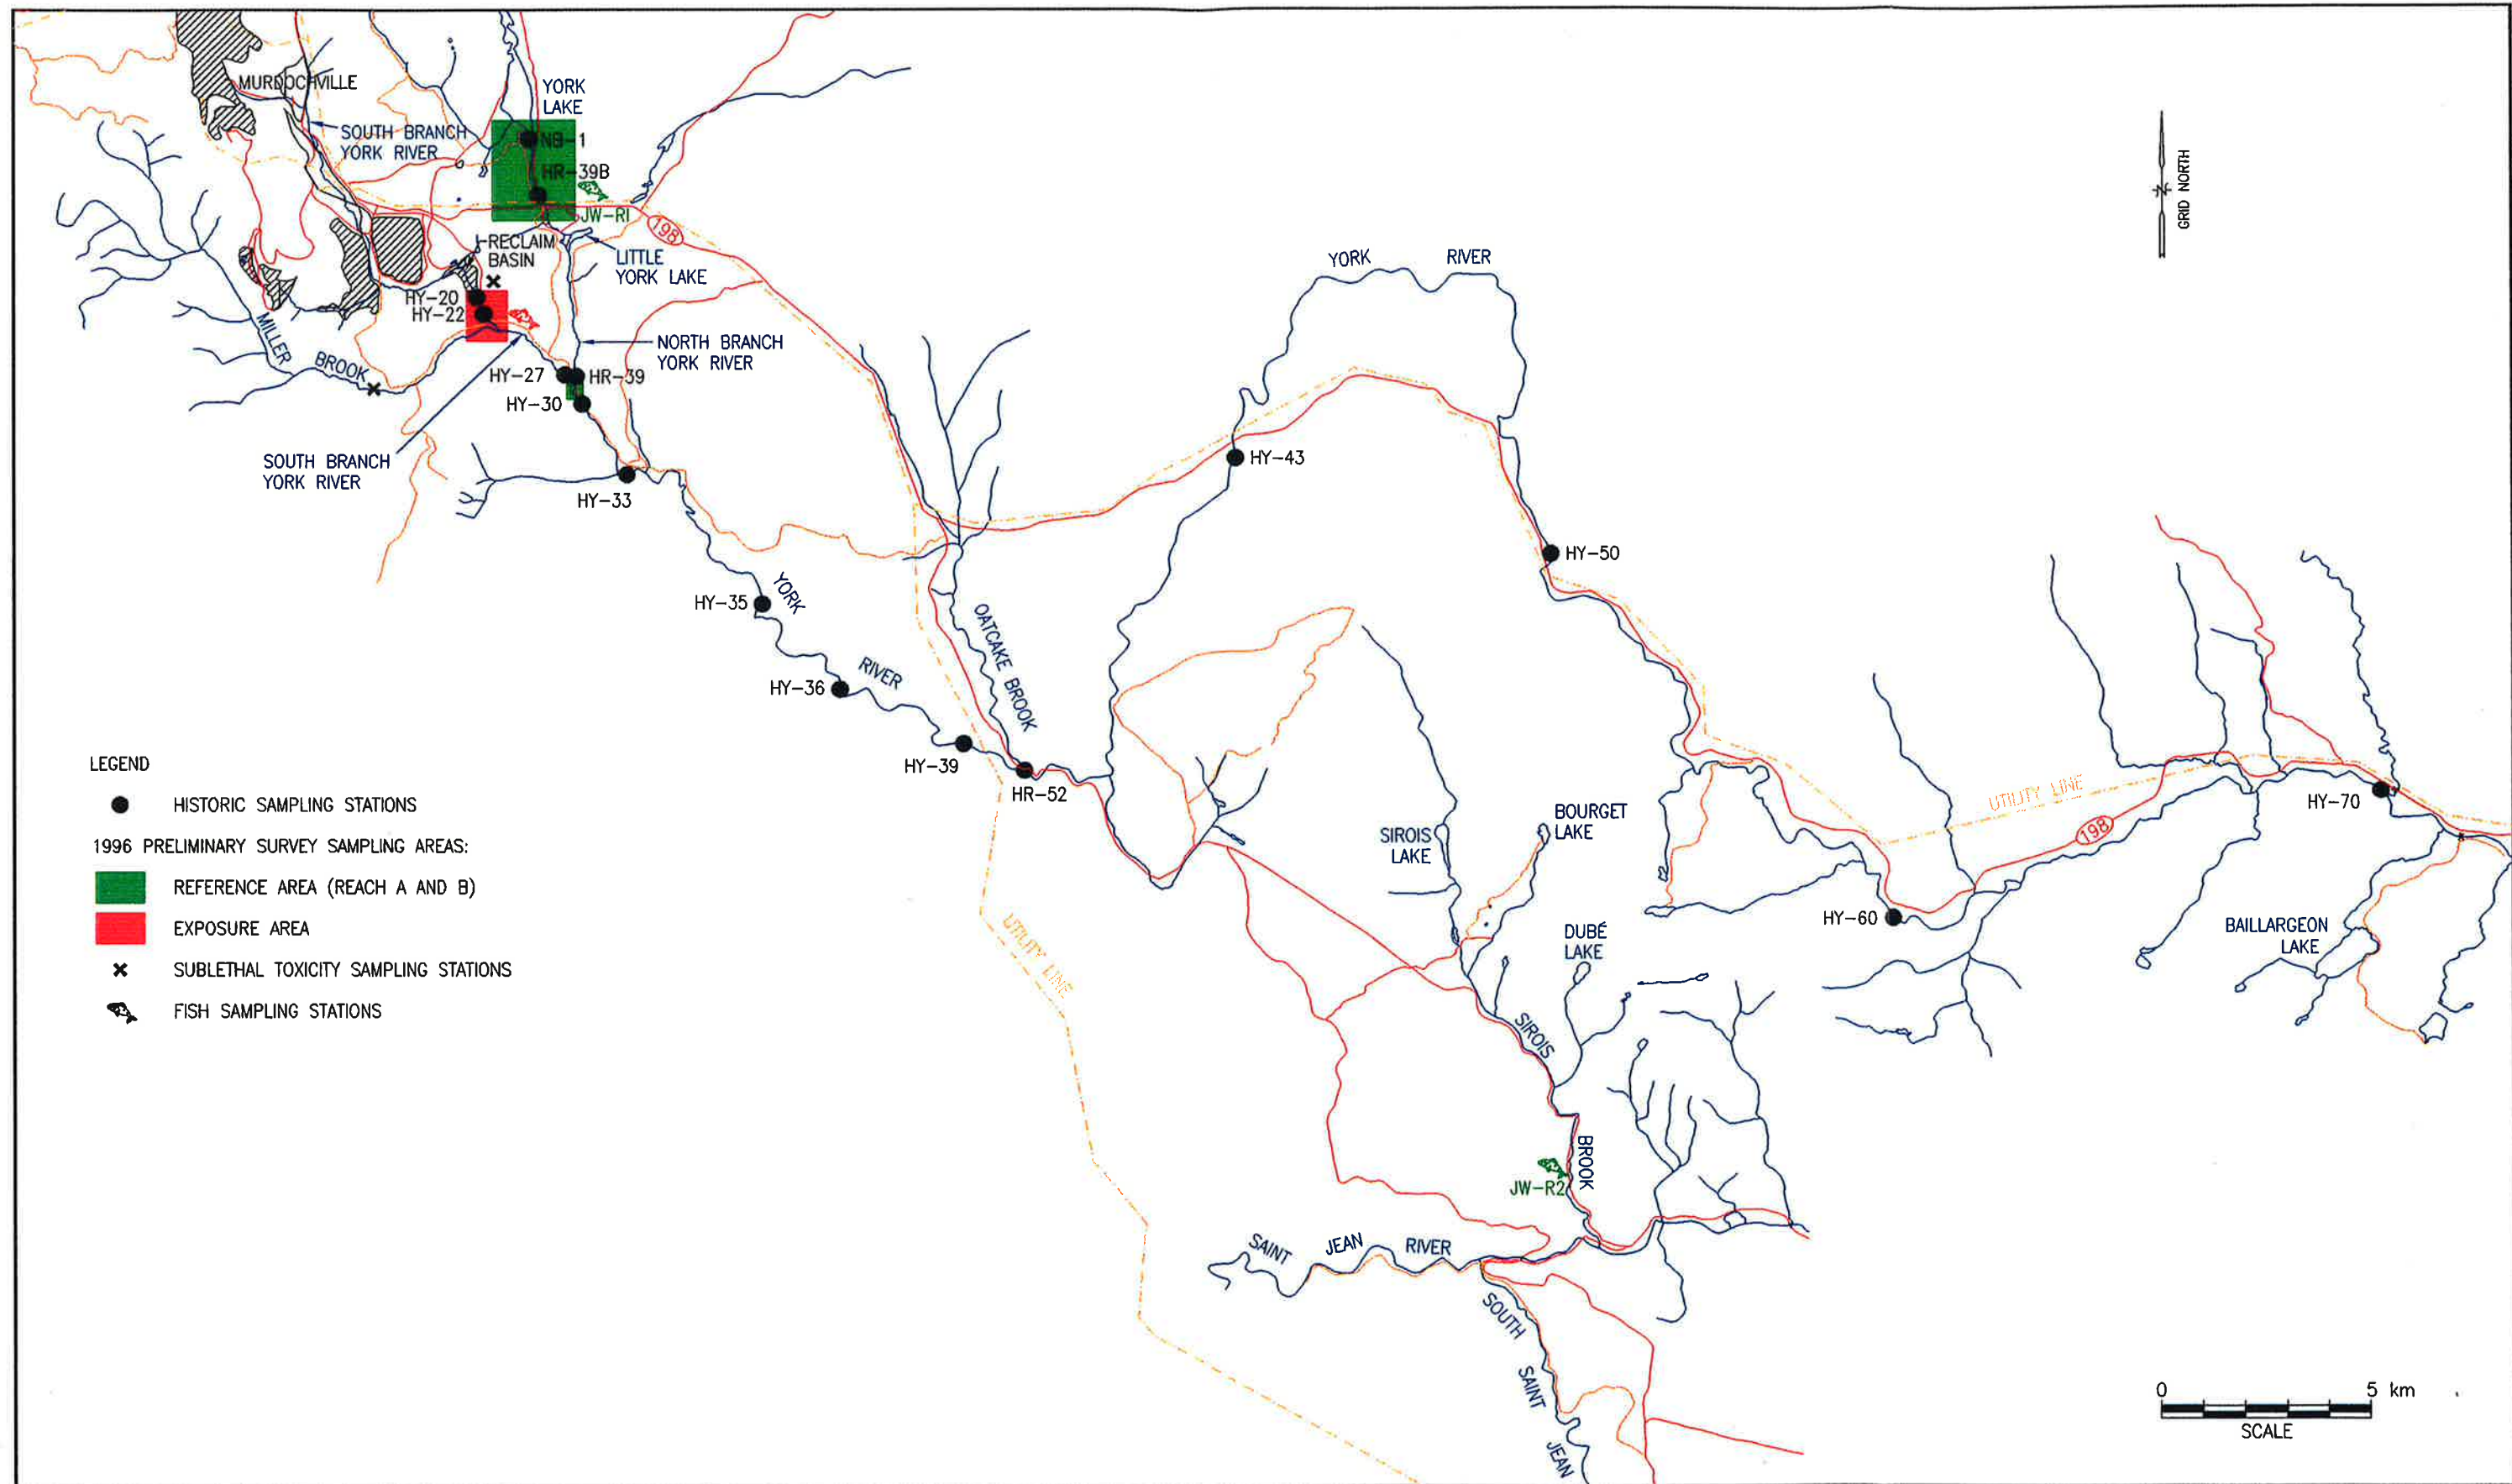 MURDOCHVILLE
YORK
LAKE
SOUTH BRANCH
YORK RIVER
NB-1
HR-39B
JW-R1
198
RECLAIM
BASIN
LITTLE
YORK LAKE
HY-20
HY-22
MILLER
BROOK
NORTH BRANCH
YORK RIVER
HY-27
HR-39
HY-30
SOUTH BRANCH
YORK RIVER
HY-33
GRID NORTH
YORK RIVER
HY-43
HY-50
HY-35
YORK
RIVER
HY-36
OATCAKE BROOK
HY-39
HR-52
UTILITY LINE
198
HY-70
SIROIS
LAKE
BOURGET
LAKE
HY-60
BAILLARGEON
LAKE
DUBÉ
LAKE
UTILITY LINE
SIROIS
BROOK
JW-R2
SAINT JEAN RIVER
SOUTH
SAINT
JEAN
LEGEND
HISTORIC SAMPLING STATIONS
1996 PRELIMINARY SURVEY SAMPLING AREAS:
REFERENCE AREA (REACH A AND B)
EXPOSURE AREA
SUBLETHAL TOXICITY SAMPLING STATIONS
FISH SAMPLING STATIONS
0 5 km
SCALE